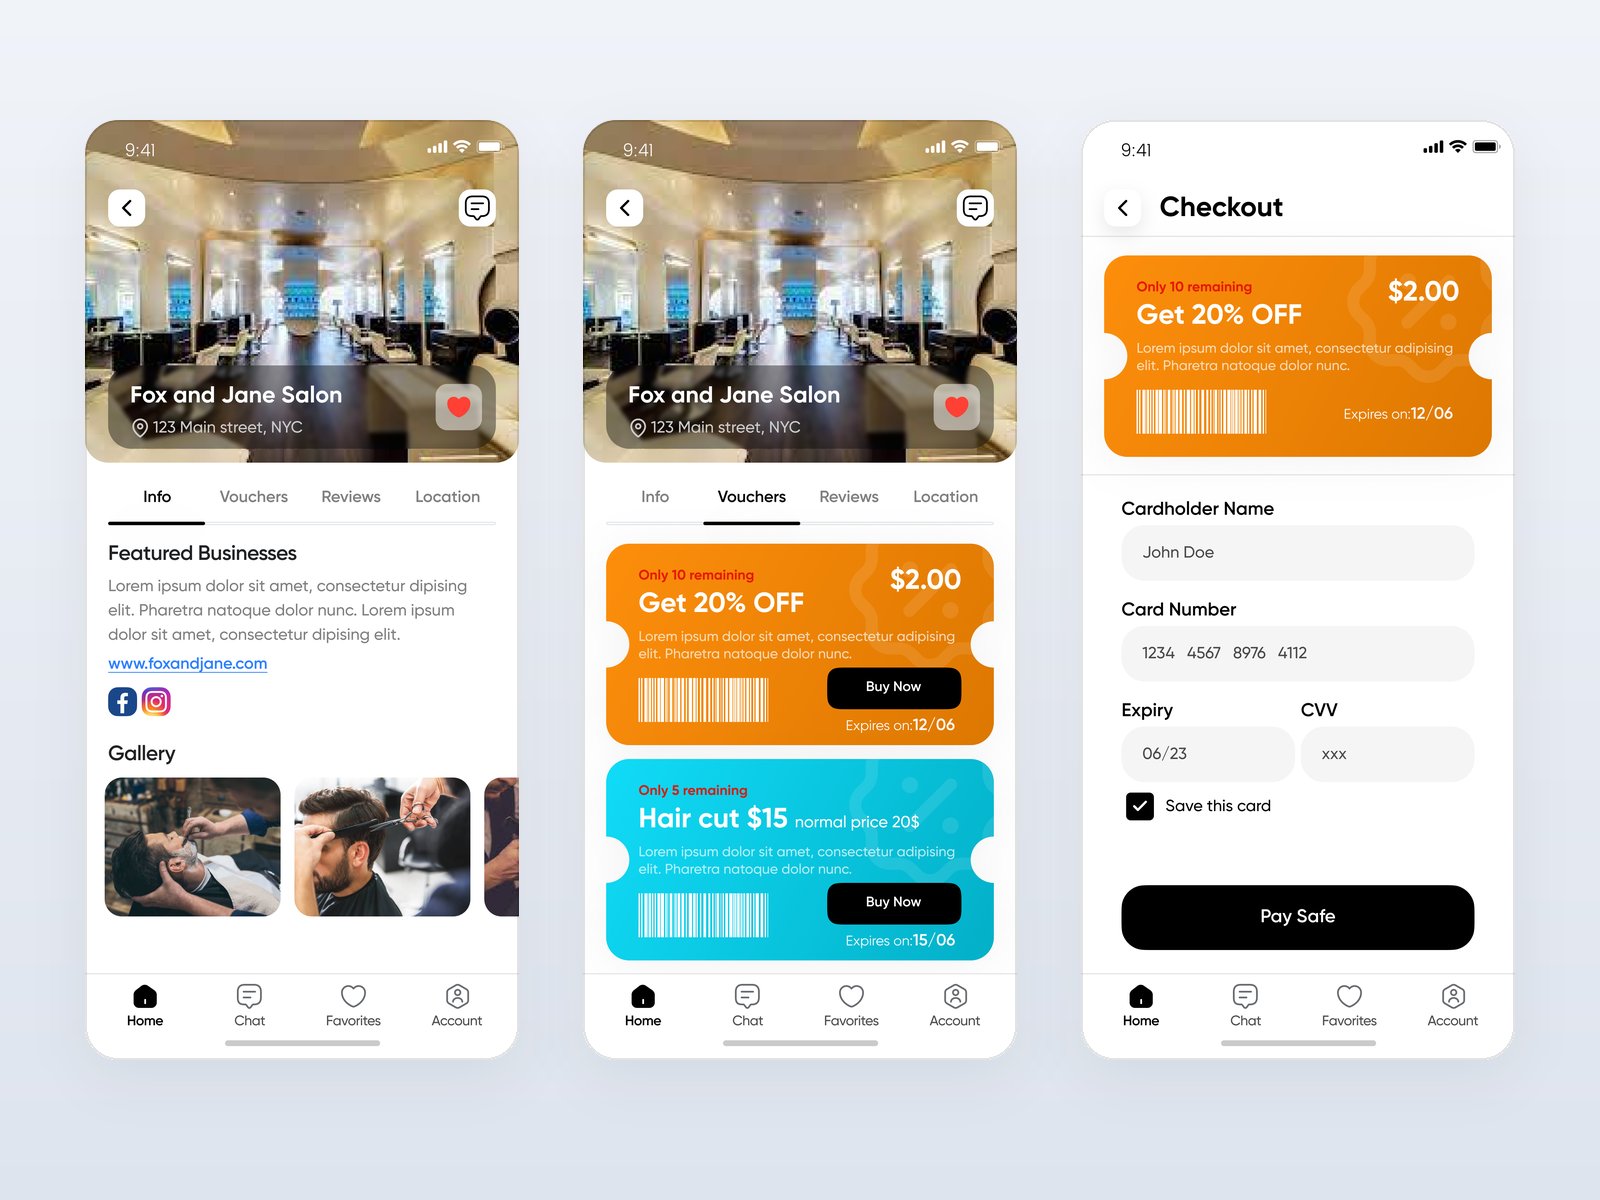 9:41
Fox and Jane Salon
123 Main street, NYC
Info Vouchers Reviews Location
Featured Businesses
Lorem ipsum dolor sit amet, consectetur dipising
elit. Pharetra natoque dolor nunc. Lorem ipsum
dolor sit amet, consectetur dipising elit.
www.foxandjane.com
Gallery
Home Chat Favorites Account
9:41
Fox and Jane Salon
123 Main street, NYC
Info Vouchers Reviews Location
Only 10 remaining
$2.00
Get 20% OFF
Lorem ipsum dolor sit amet, consectetur adipising
elit. Pharetra natoque dolor nunc.
Buy Now
Expires on:12/06
Only 5 remaining
Hair cut $15 normal price 20$
Lorem ipsum dolor sit amet, consectetur adipising
elit. Pharetra natoque dolor nunc.
Buy Now
Expires on:15/06
Home Chat Favorites Account
9:41
Checkout
Only 10 remaining
$2.00
Get 20% OFF
Lorem ipsum dolor sit amet, consectetur adipising
elit. Pharetra natoque dolor nunc.
Expires on:12/06
Cardholder Name
John Doe
Card Number
1234 4567 8976 4112
Expiry CVV
06/23 xxx
Save this card
Pay Safe
Home Chat Favorites Account